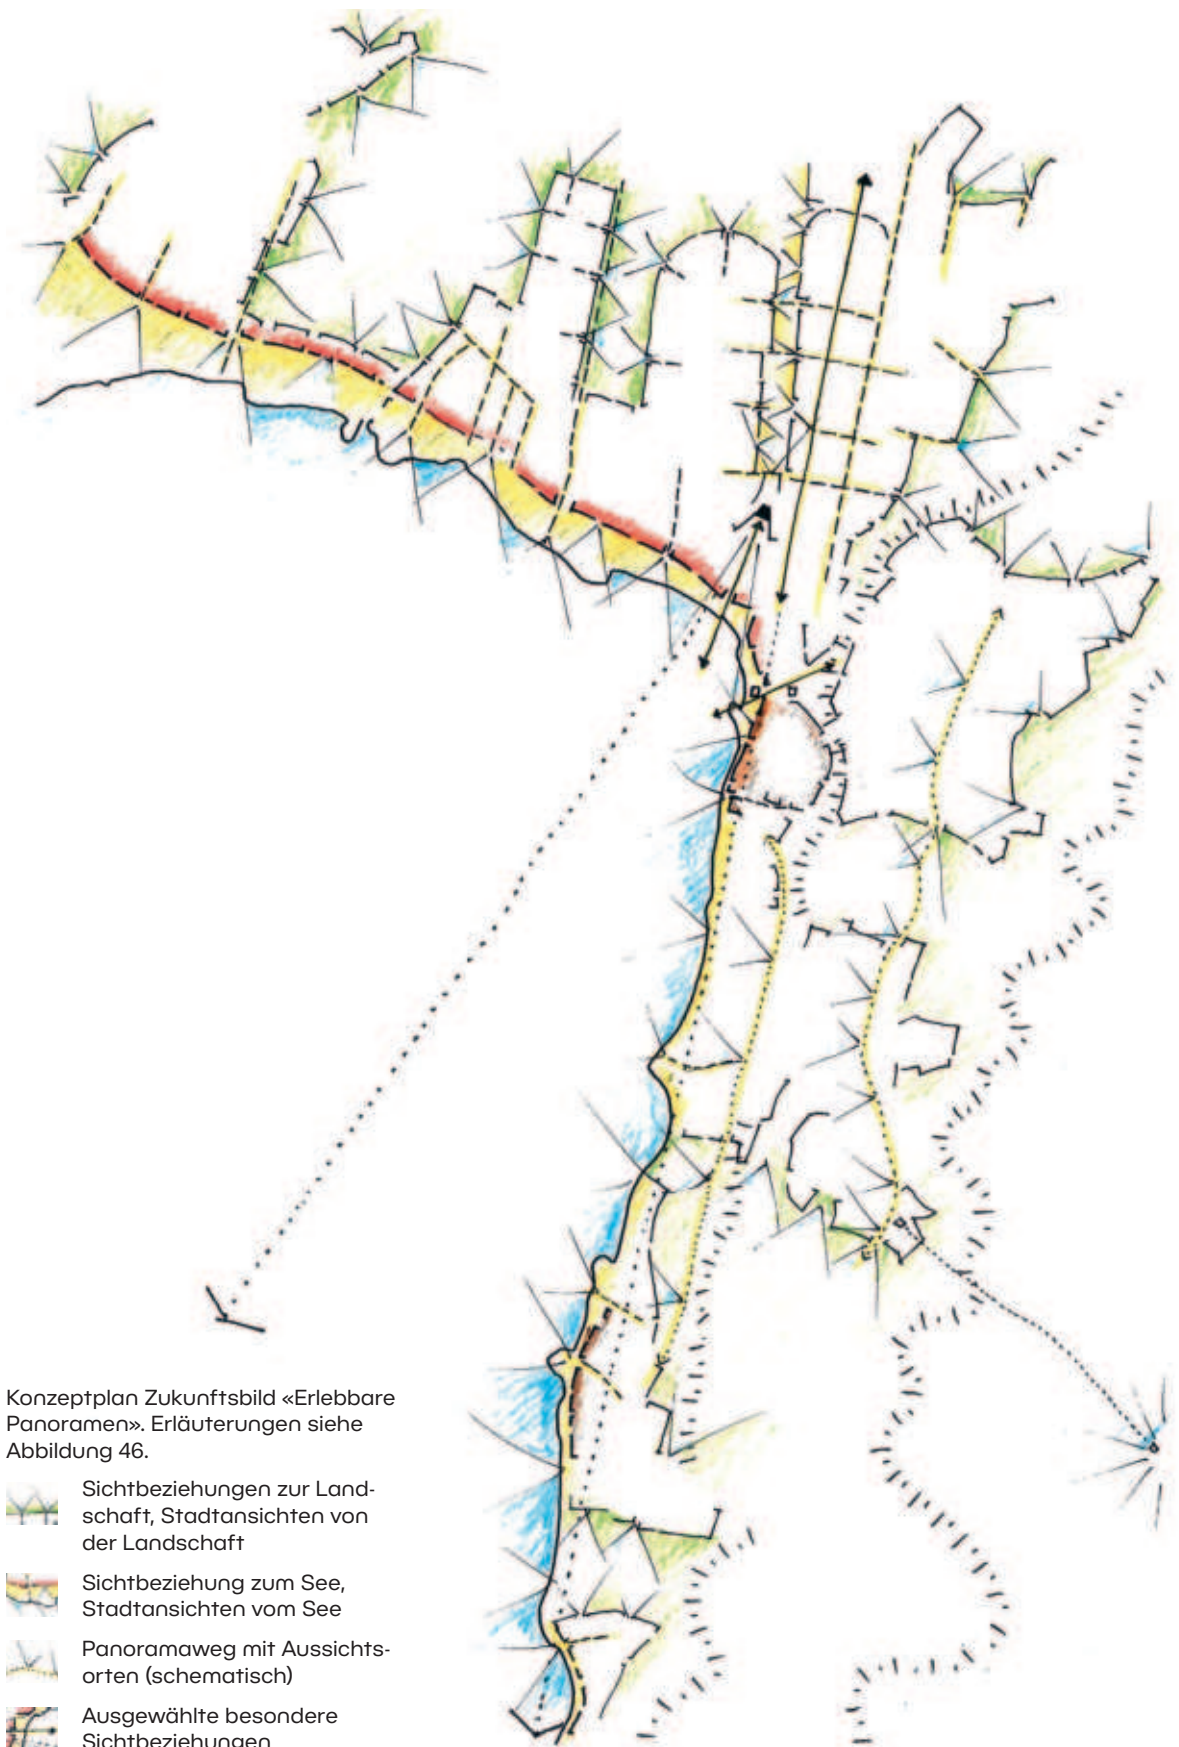 Konzeptplan Zukunftsbild «Erlebbare
Panoramen». Erläuterungen siehe
Abbildung 46.
Sichtbeziehungen zur Land-
schaft, Stadtansichten von
der Landschaft
Sichtbeziehung zum See,
Stadtansichten vom See
Panoramaweg mit Aussichts-
orten (schematisch)
Ausgewählte besondere
Sichtbeziehungen